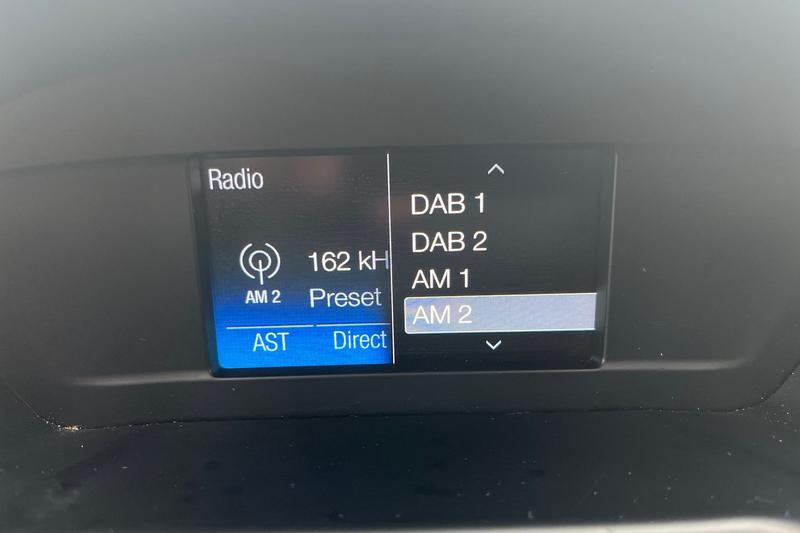 Radio
162 kH
AM 2
Preset
AST
Direct
DAB 1
DAB 2
AM 1
AM 2